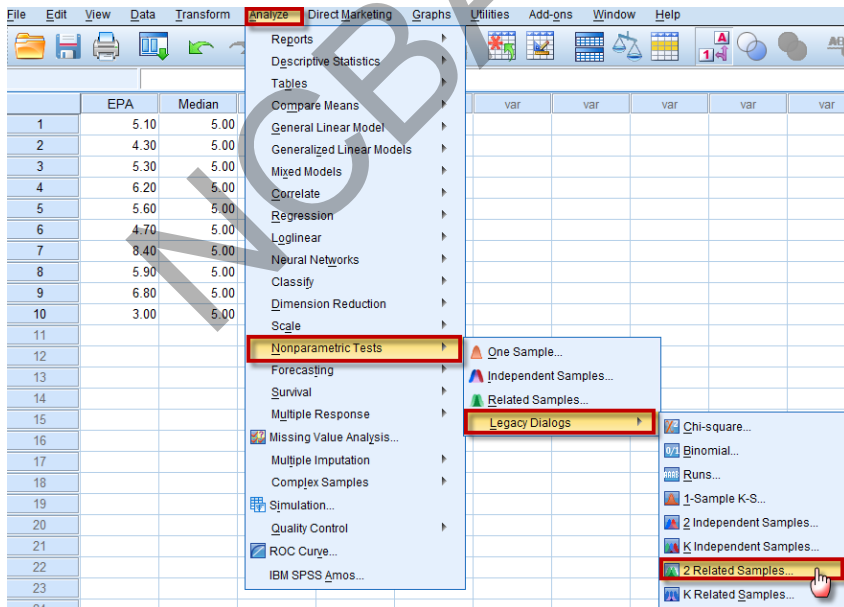 File Edit View Data Transform Analyze Direct Marketing Graphs Utilities Add-ons Window Help
EPA Median var var var var var
1 5.10 5.00
2 4.30 5.00
3 5.30 5.00
4 6.20 5.00
5 5.60 5.00
6 4.70 5.00
7 8.40 5.00
8 5.90 5.00
9 6.80 5.00
10 3.00 5.00
11
12
13
14
15
16
17
18
19
20
21
22
23
Reports
Descriptive Statistics
Tables
Compare Means
General Linear Model
Generalized Linear Models
Mixed Models
Correlate
Regression
Loglinear
Neural Networks
Classify
Dimension Reduction
Scale
Nonparametric Tests
Forecasting
Survival
Multiple Response
Missing Value Analysis...
Multiple Imputation
Complex Samples
Simulation...
Quality Control
ROC Curve...
IBM SPSS Amos...
One Sample...
Independent Samples...
Related Samples...
Legacy Dialogs
Chi-square...
Binomial...
Runs...
1-Sample K-S...
2 Independent Samples...
K Independent Samples...
2 Related Samples...
K Related Samples...
NCBA